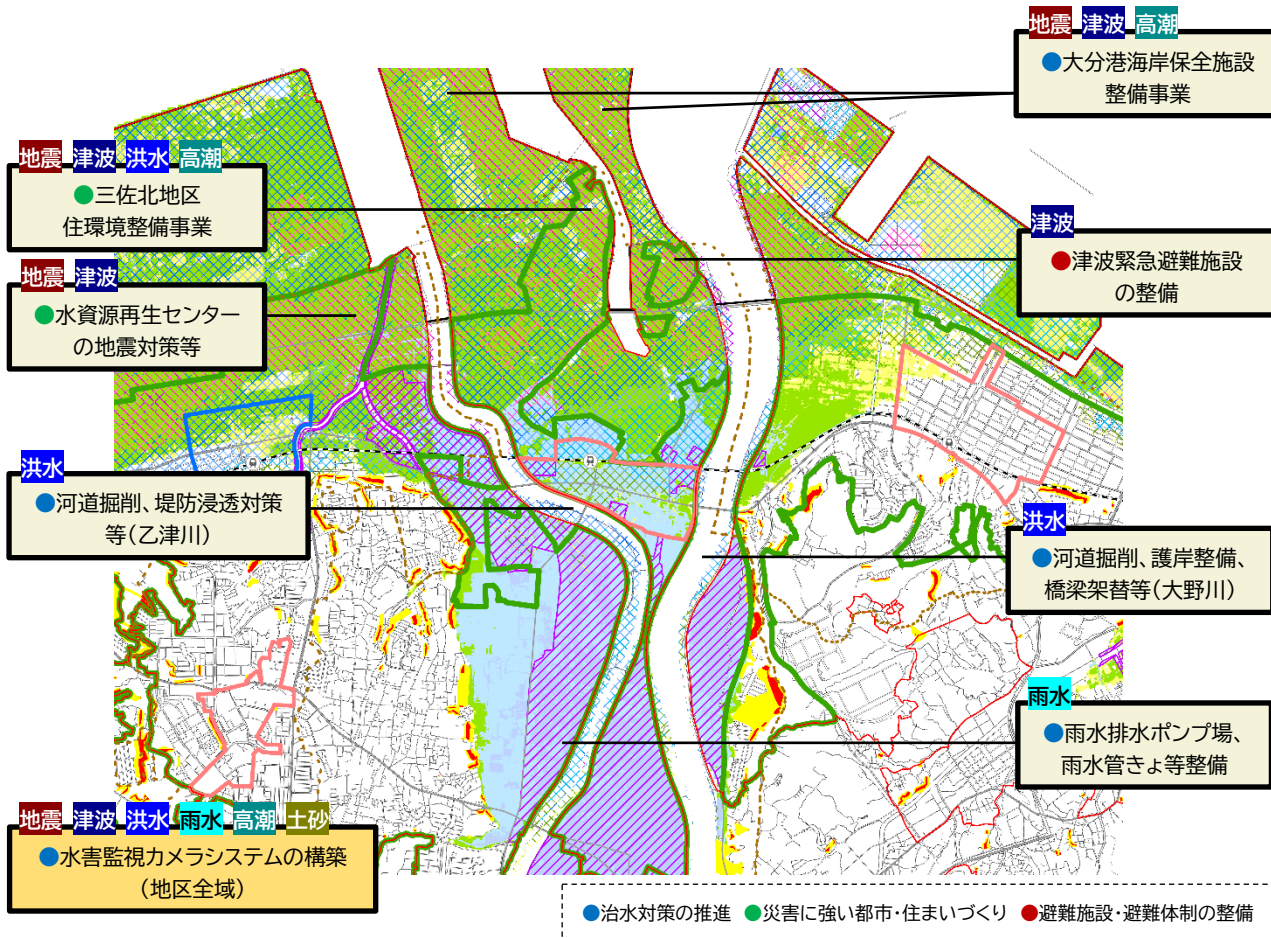 地震 津波 高潮
●大分港海岸保全施設
整備事業
地震 津波 洪水 高潮
●三佐北地区
住環境整備事業
津波
●津波緊急避難施設
の整備
地震 津波
●水資源再生センター
の地震対策等
洪水
●河道掘削、堤防浸透対策
等(乙津川)
洪水
●河道掘削、護岸整備、
橋梁架替等(大野川)
雨水
●雨水排水ポンプ場、
雨水管きょ等整備
地震 津波 洪水 雨水 高潮 土砂
●水害監視カメラシステムの構築
(地区全域)
●治水対策の推進 ●災害に強い都市・住まいづくり ●避難施設・避難体制の整備